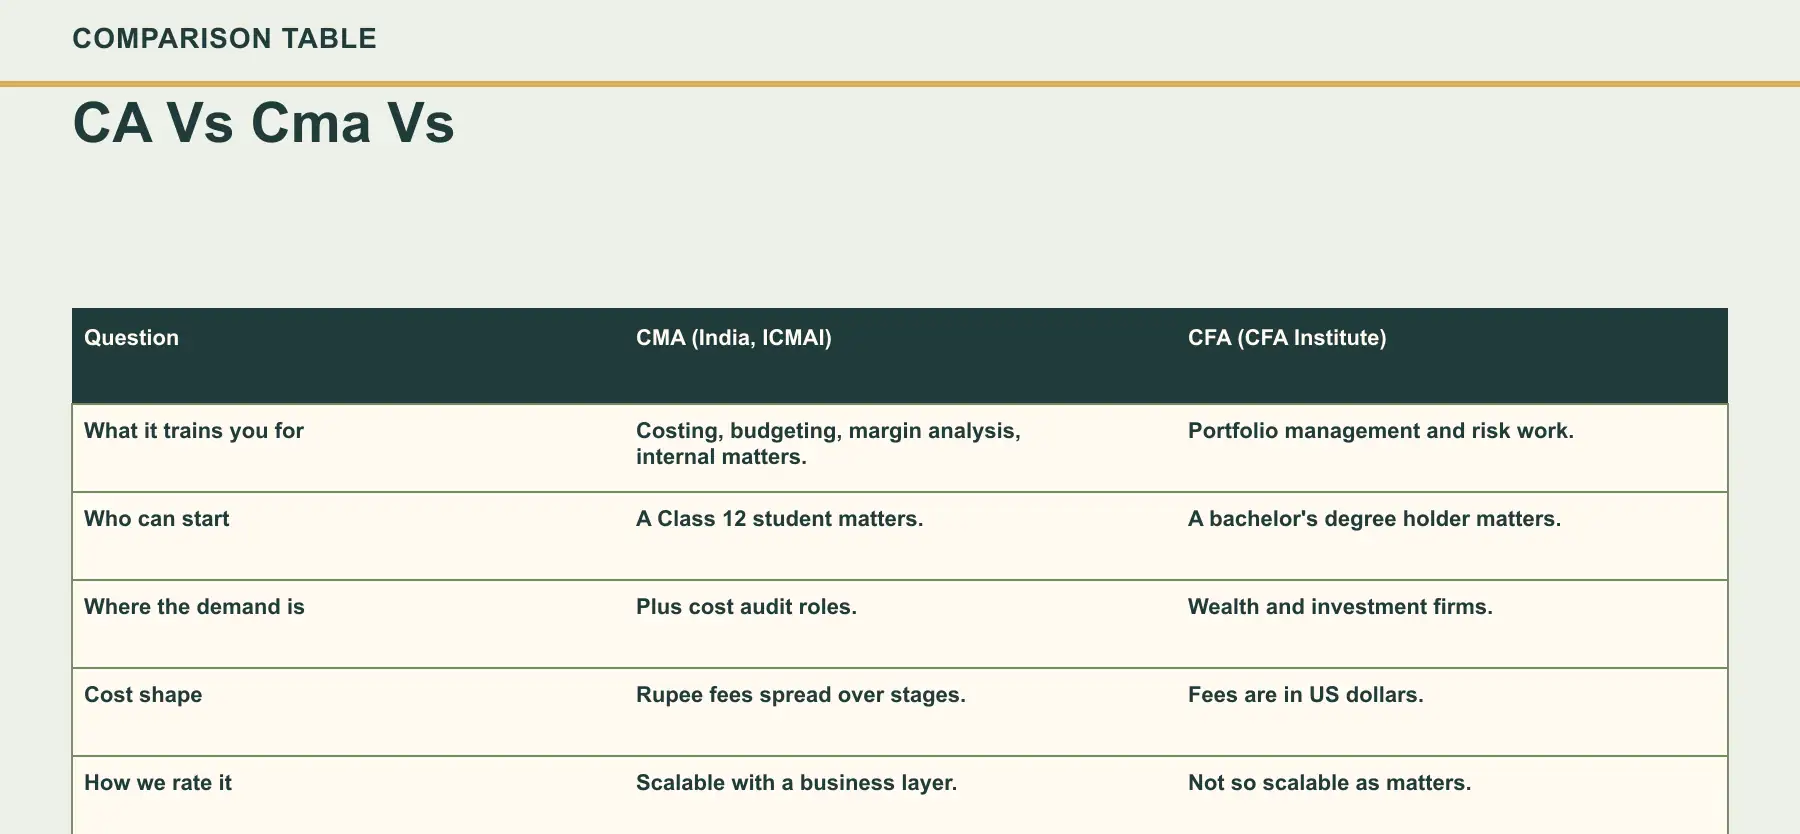 COMPARISON TABLE
CA Vs Cma Vs
Question
CMA (India, ICMAI)
CFA (CFA Institute)
What it trains you for
Costing, budgeting, margin analysis,
internal matters.
Portfolio management and risk work.
Who can start
A Class 12 student matters.
A bachelor's degree holder matters.
Where the demand is
Plus cost audit roles.
Wealth and investment firms.
Cost shape
Rupee fees spread over stages.
Fees are in US dollars.
How we rate it
Scalable with a business layer.
Not so scalable as matters.